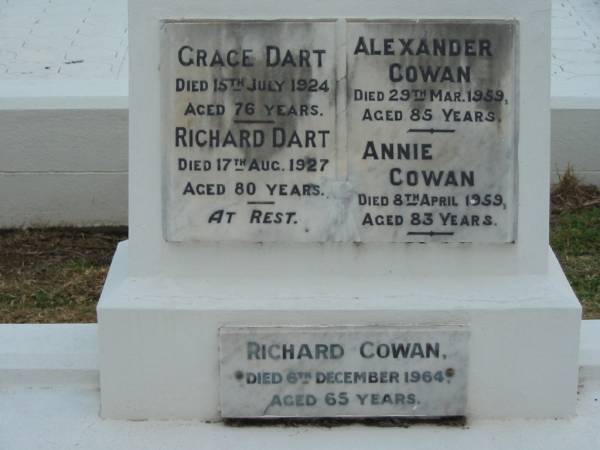 GRACE DART
DIED 15TH JULY 1924
AGED 76 YEARS.
RICHARD DART
DIED 17TH AUG. 1927
AGED 80 YEARS.
AT REST.
ALEXANDER
COWAN
DIED 29TH MAR. 1959,
AGED 85 YEARS.
ANNIE
COWAN
DIED 8TH APRIL 1959,
AGED 83 YEARS.
RICHARD COWAN,
DIED 6TH DECEMBER 1964.
AGED 65 YEARS.